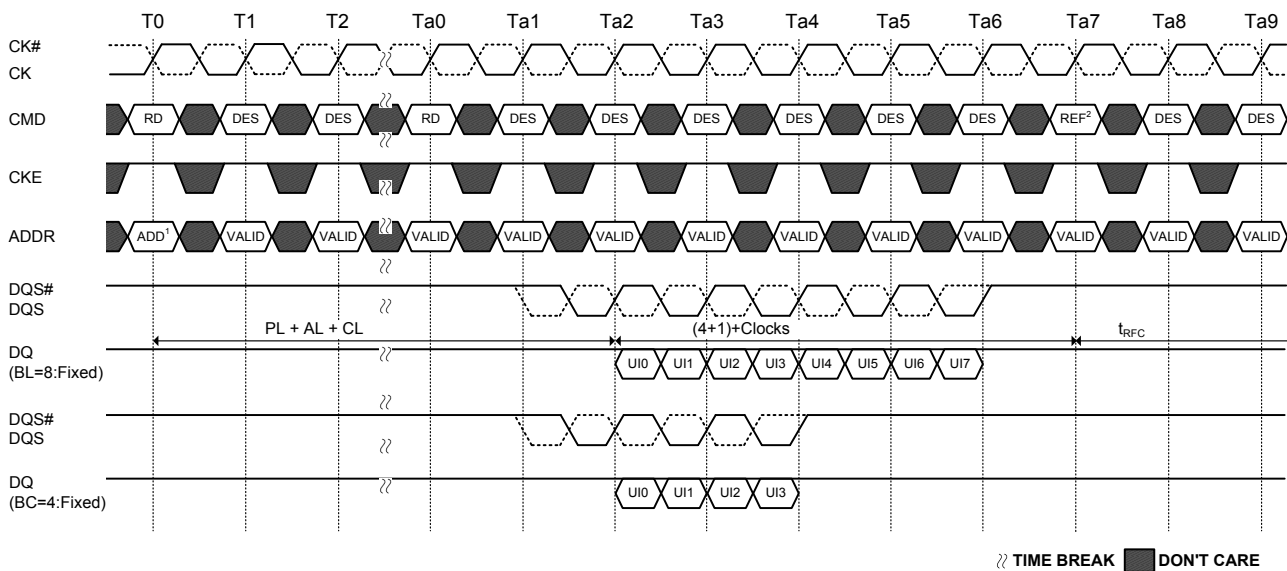 T0 T1 T2 Ta0 Ta1 Ta2 Ta3 Ta4 Ta5 Ta6 Ta7 Ta8 Ta9
CK#
CK
CMD RD DES DES RD DES DES DES DES DES DES REF² DES DES
CKE
ADDR ADD¹ VALID VALID VALID VALID VALID VALID VALID VALID VALID VALID VALID VALID
DQS#
DQS
PL + AL + CL (4+1)+Clocks tRFC
DQ
(BL=8:Fixed) UI0 UI1 UI2 UI3 UI4 UI5 UI6 UI7
DQS#
DQS
DQ
(BC=4:Fixed) UI0 UI1 UI2 UI3
TIME BREAK DON'T CARE